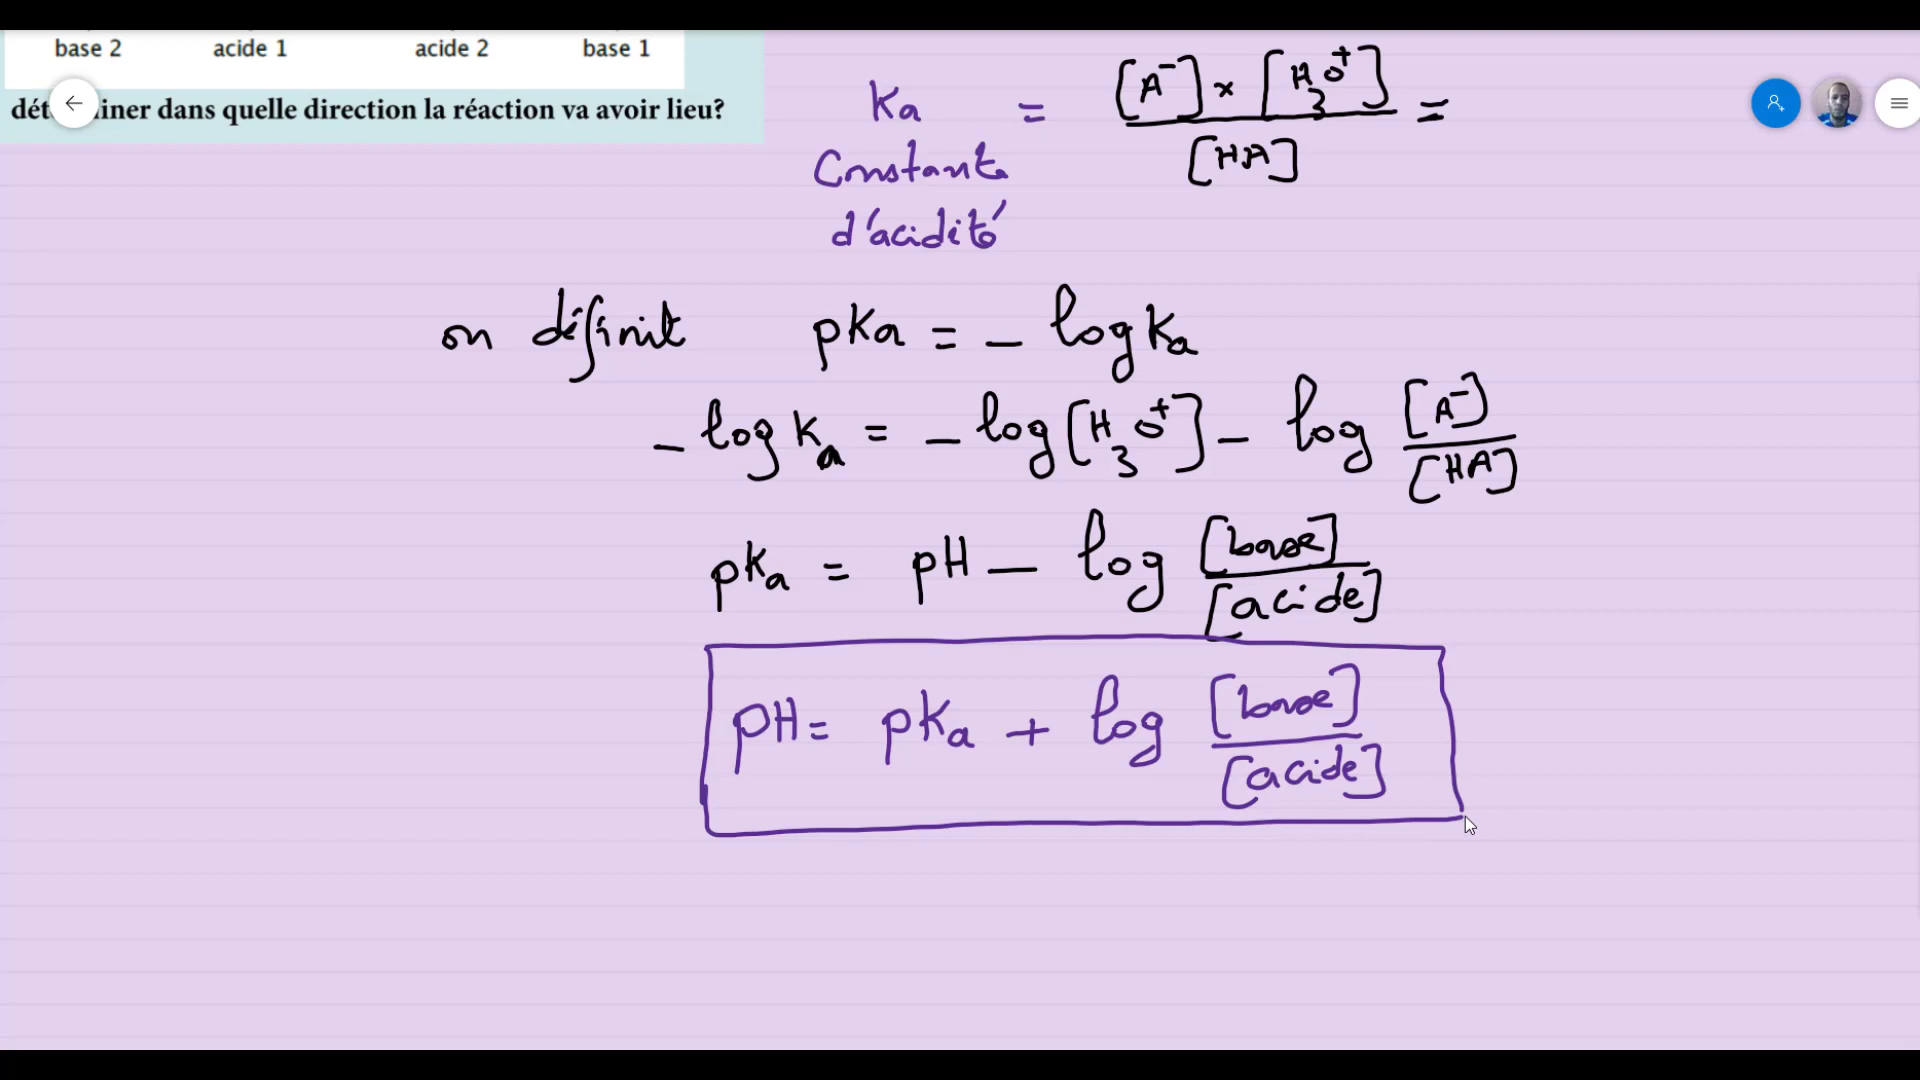 base 2 acide 1 acide 2 base 1
dét iner dans quelle direction la réaction va avoir lieu?
Ka = [A⁻] × [H₃O⁺] / [HA] =
Constante
d'acidité
on définit pKa = - log Ka
- log Ka = - log [H₃O⁺] - log [A⁻] / [HA]
pKa = pH - log [base] / [acide]
pH = pKa + log [base] / [acide]